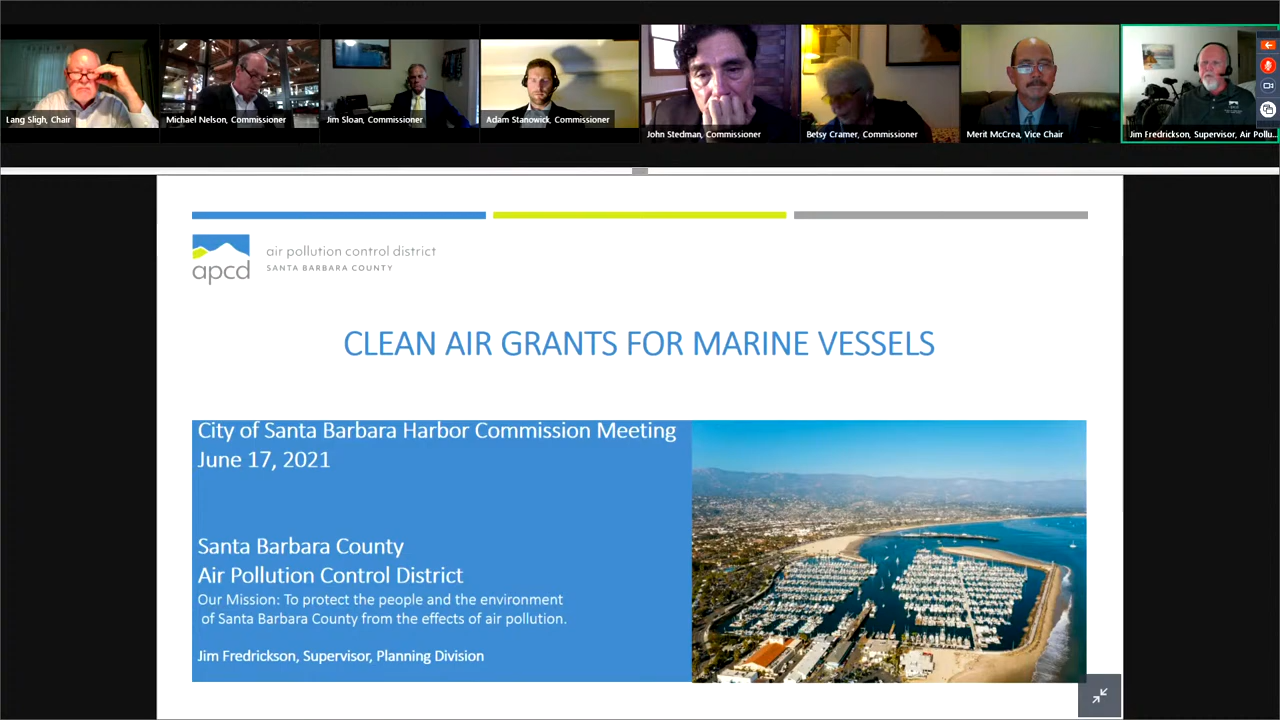 Lang Sligh, Chair
Michael Nelson, Commissioner
Jim Sloan, Commissioner
Adam Stanowick, Commissioner
John Stedman, Commissioner
Betsy Cramer, Commissioner
Merit McCrea, Vice Chair
Jim Fredrickson, Supervisor, Air Pollu...
apcd
air pollution control district
SANTA BARBARA COUNTY
CLEAN AIR GRANTS FOR MARINE VESSELS
City of Santa Barbara Harbor Commission Meeting
June 17, 2021
Santa Barbara County
Air Pollution Control District
Our Mission: To protect the people and the environment
of Santa Barbara County from the effects of air pollution.
Jim Fredrickson, Supervisor, Planning Division